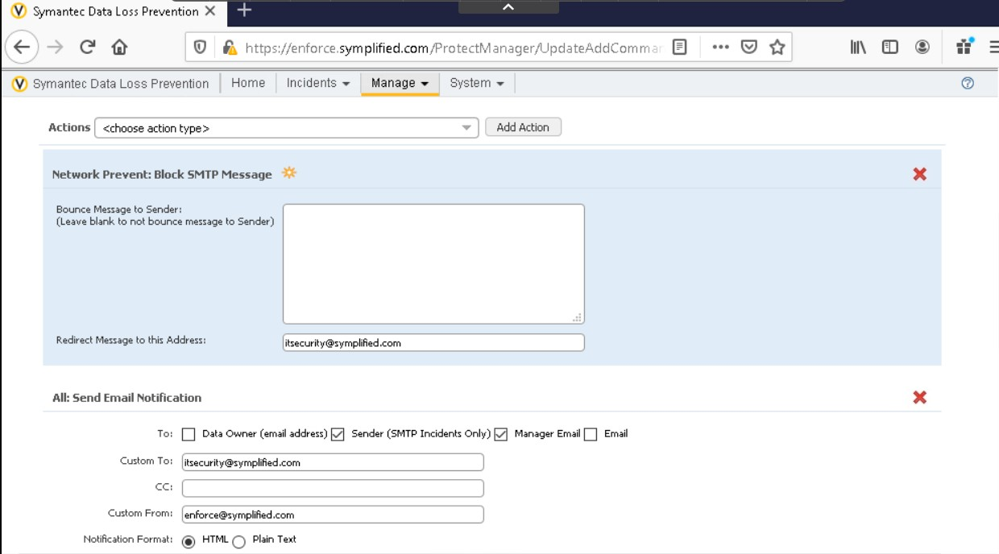 Symantec Data Loss Prevention
https://enforce.symplified.com/ProtectManager/UpdateAddCommar
Symantec Data Loss Prevention Home Incidents Manage System
Actions <choose action type> Add Action
Network Prevent: Block SMTP Message
Bounce Message to Sender:
(Leave blank to not bounce message to Sender)
Redirect Message to this Address: itsecurity@symplified.com
All: Send Email Notification
To: Data Owner (email address) Sender (SMTP Incidents Only) Manager Email Email
Custom To: itsecurity@symplified.com
CC:
Custom From: enforce@symplified.com
Notification Format: HTML Plain Text